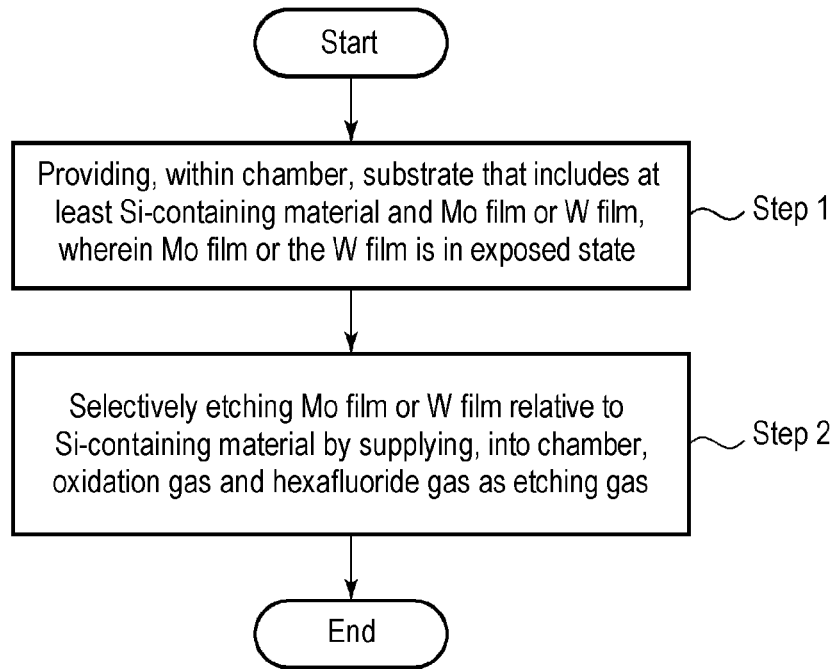 Start
Providing, within chamber, substrate that includes at
least Si-containing material and Mo film or W film,
wherein Mo film or the W film is in exposed state
Step 1
Selectively etching Mo film or W film relative to
Si-containing material by supplying, into chamber,
oxidation gas and hexafluoride gas as etching gas
Step 2
End